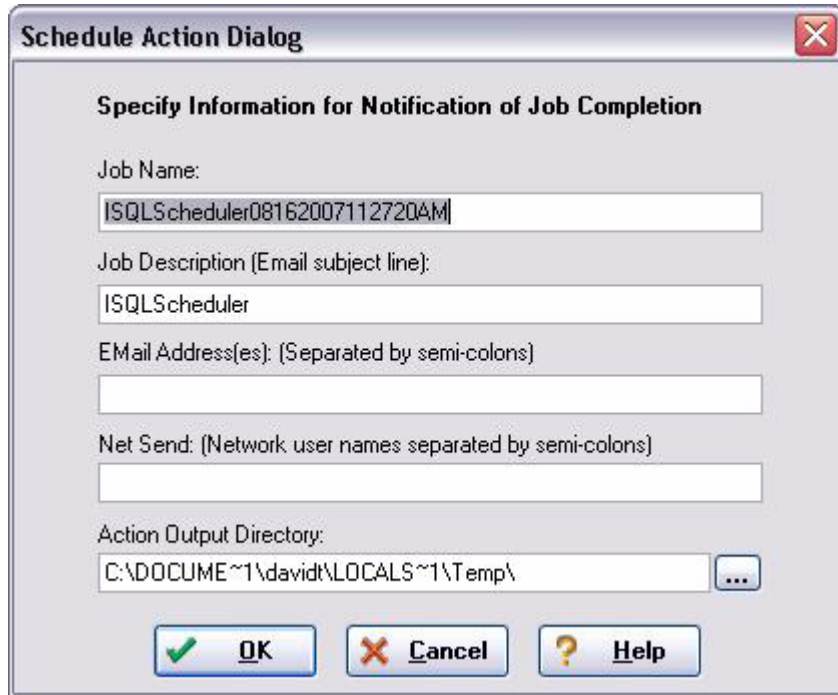 Schedule Action Dialog
Specify Information for Notification of Job Completion
Job Name:
ISQLScheduler08162007112720AM
Job Description (Email subject line):
ISQLScheduler
EMail Address(es): (Separated by semi-colons)
Net Send: (Network user names separated by semi-colons)
Action Output Directory:
C:\DOCUME~1\davidt\LOCALS~1\Temp\ ...
OK Cancel Help